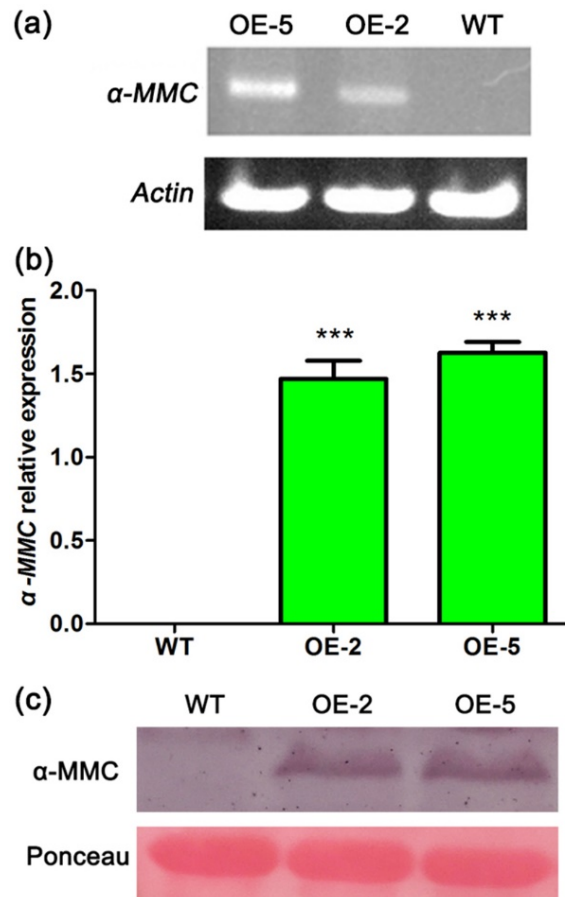 (a)
OE-5 OE-2 WT
α-MMC
Actin
(b)
2.0
1.5
1.0
0.5
0.0
α-MMC relative expression
*** ***
WT OE-2 OE-5
(c)
WT OE-2 OE-5
α-MMC
Ponceau